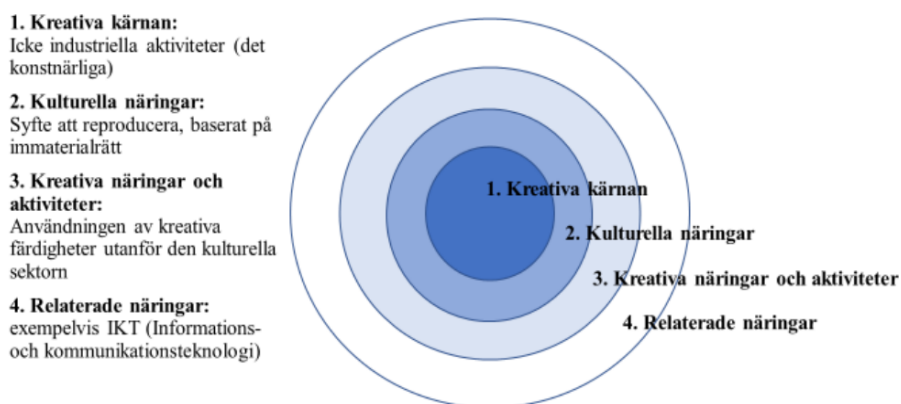 1. Kreativa kärnan:
Icke industriella aktiviteter (det
konstnärliga)
2. Kulturella näringar:
Syfte att reproducera, baserat på
immaterialrätt
3. Kreativa näringar och
aktiviteter:
Användningen av kreativa
färdigheter utanför den kulturella
sektorn
4. Relaterade näringar:
exempelvis IKT (Informations-
och kommunikationsteknologi)
1. Kreativa kärnan
2. Kulturella näringar
3. Kreativa näringar och aktiviteter
4. Relaterade näringar